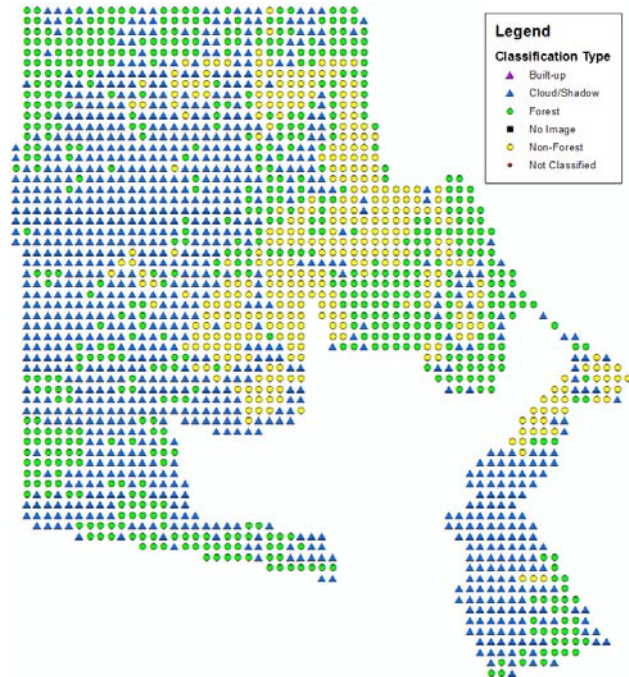 Legend
Classification Type
Built-up
Cloud/Shadow
Forest
No Image
Non-Forest
Not Classified